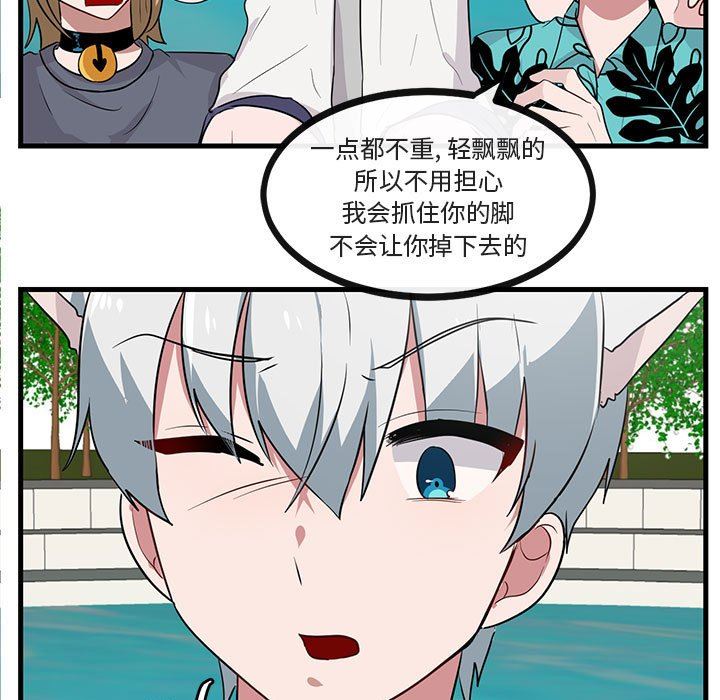 一点都不重, 轻飘飘的
所以不用担心
我会抓住你的脚
不会让你掉下去的